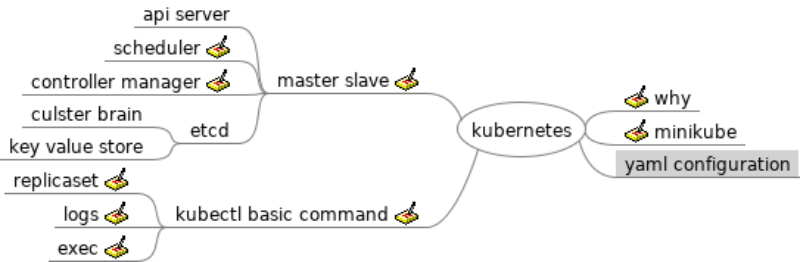 api server
scheduler
controller manager
master slave
culster brain
etcd
key value store
kubernetes
why
minikube
yaml configuration
replicaset
logs
kubectl basic command
exec